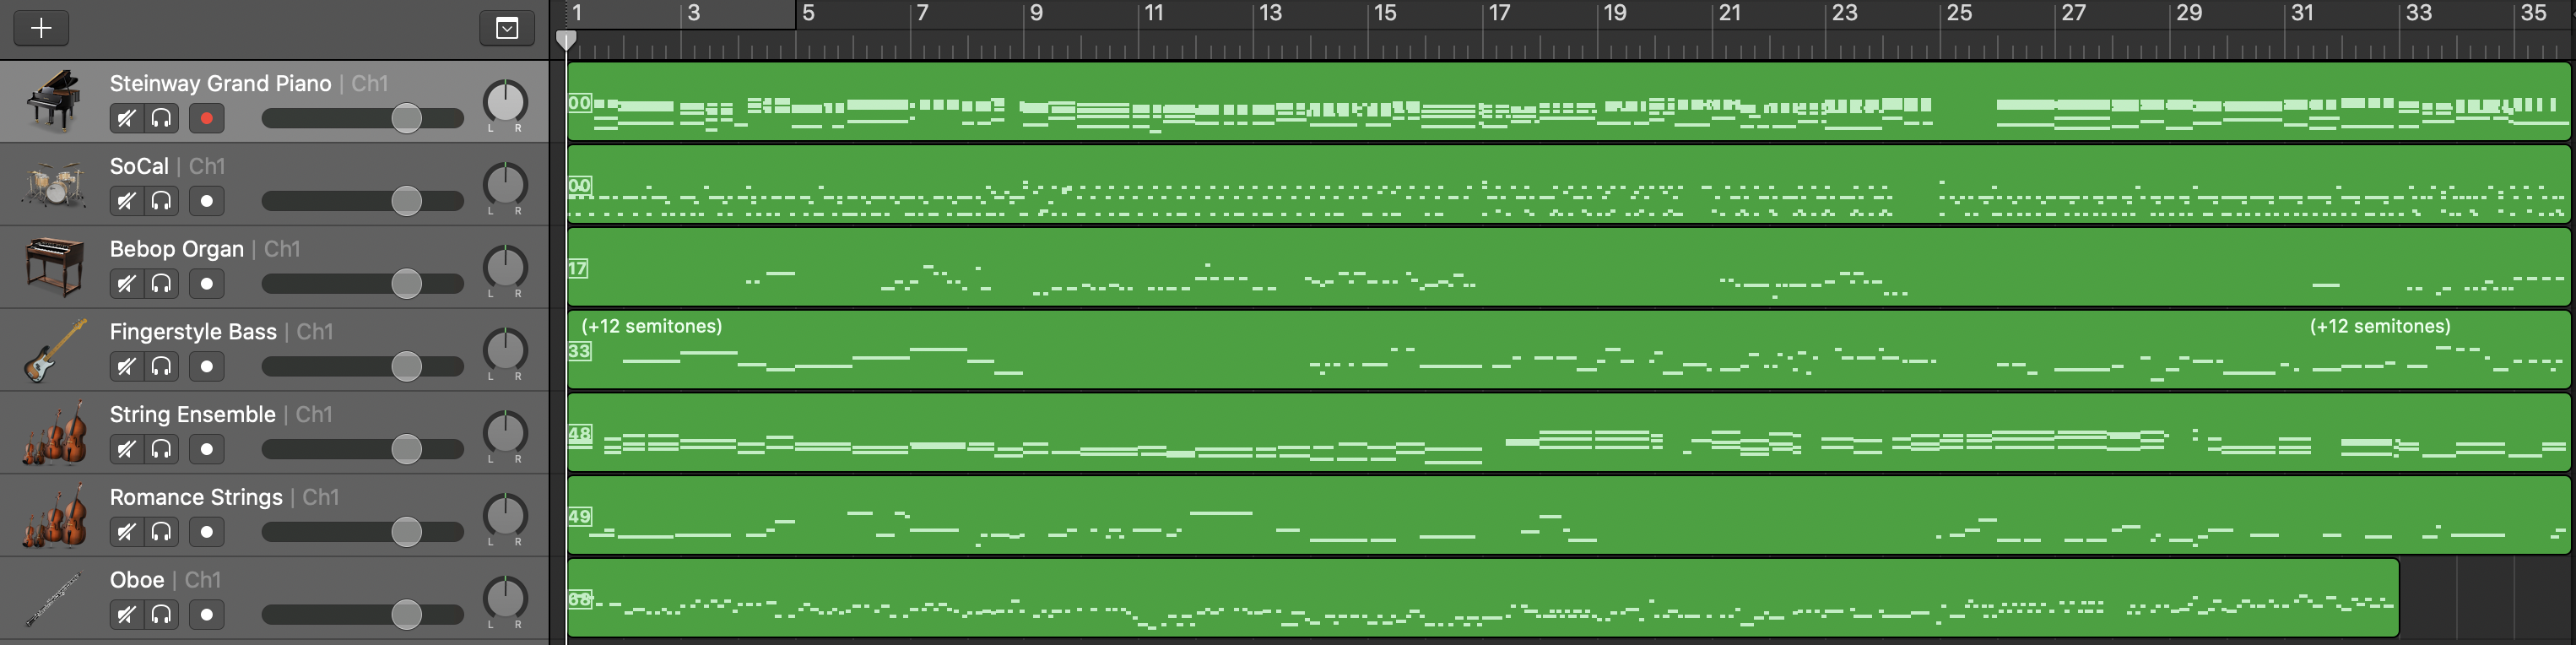 1 3 5 7 9 11 13 15 17 19 21 23 25 27 29 31 33 35
Steinway Grand Piano | Ch1
L R
00
SoCal | Ch1
L R
00
Bebop Organ | Ch1
L R
17
Fingerstyle Bass | Ch1
L R
(+12 semitones) (+12 semitones)
33
String Ensemble | Ch1
L R
48
Romance Strings | Ch1
L R
49
Oboe | Ch1
L R
68